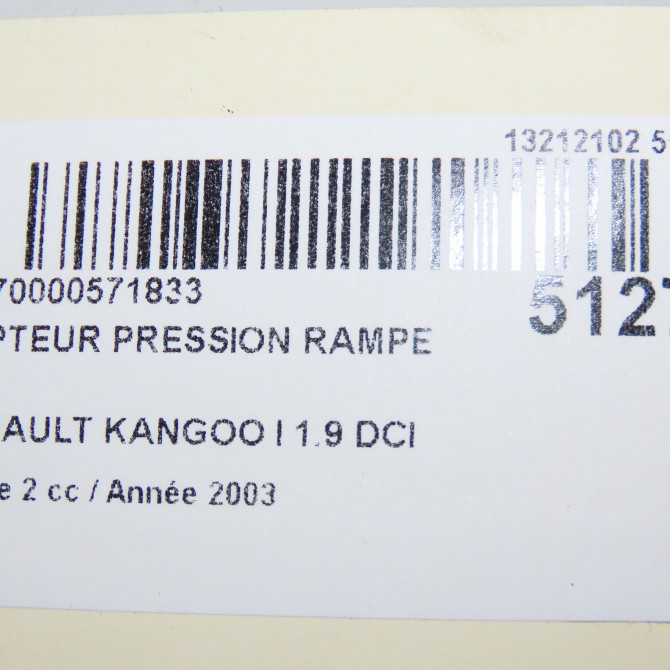 13212102 5
70000571833
5127
PTEUR PRESSION RAMPE
AULT KANGOO I 1.9 DCI
e 2 cc / Année 2003